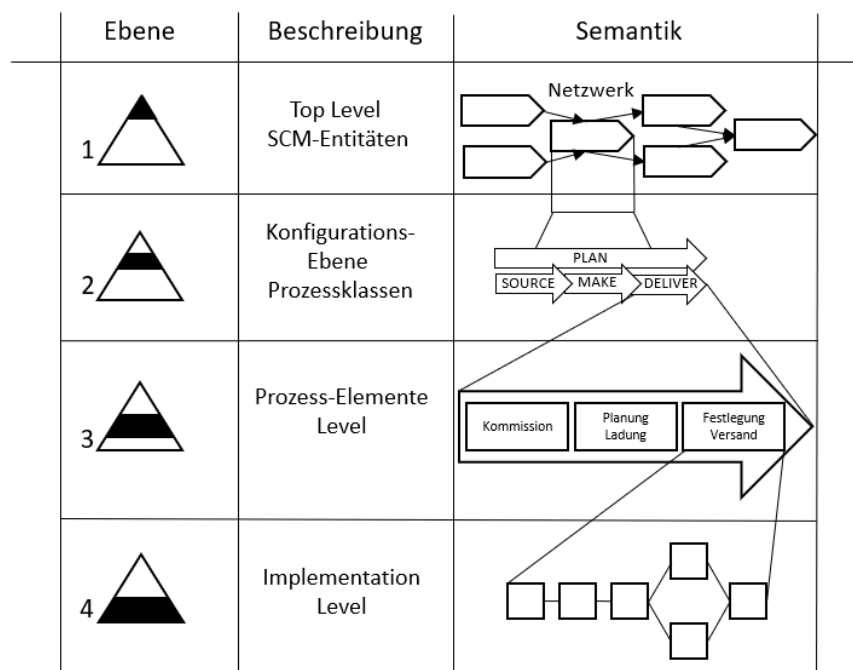 Ebene
Beschreibung
Semantik
1
Top Level
SCM-Entitäten
Netzwerk
2
Konfigurations-
Ebene
Prozessklassen
PLAN
SOURCE
MAKE
DELIVER
3
Prozess-Elemente
Level
Kommission
Planung
Ladung
Festlegung
Versand
4
Implementation
Level